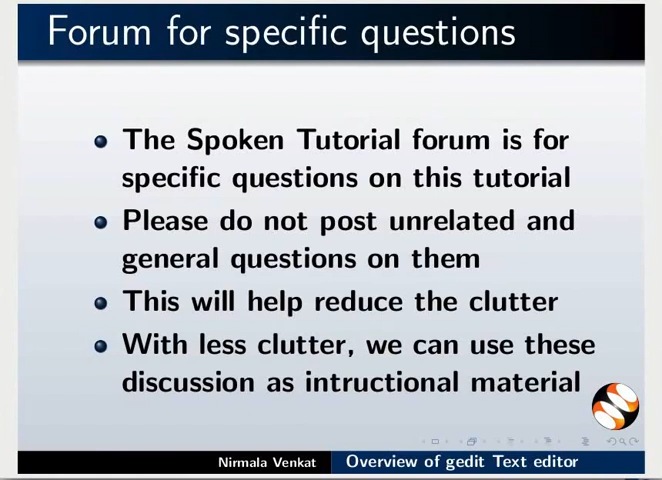 Forum for specific questions
The Spoken Tutorial forum is for
specific questions on this tutorial
Please do not post unrelated and
general questions on them
This will help reduce the clutter
With less clutter, we can use these
discussion as intructional material
Nirmala Venkat
Overview of gedit Text editor